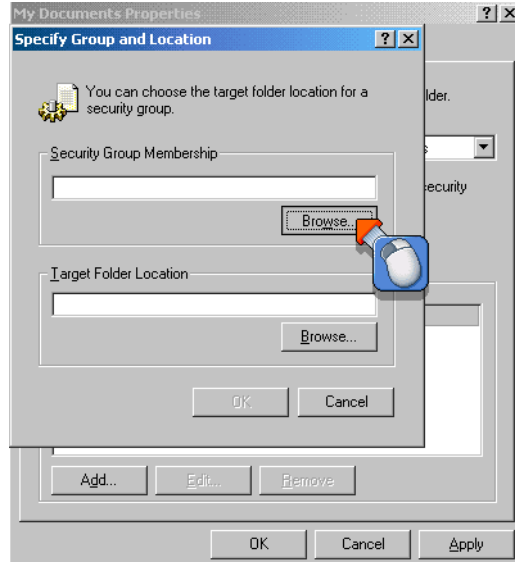 My Documents Properties
Specify Group and Location
You can choose the target folder location for a
security group.
lder.
Security Group Membership
s
ecurity
Browse...
Target Folder Location
Browse...
OK
Cancel
Add...
Edit...
Remove
OK
Cancel
Apply